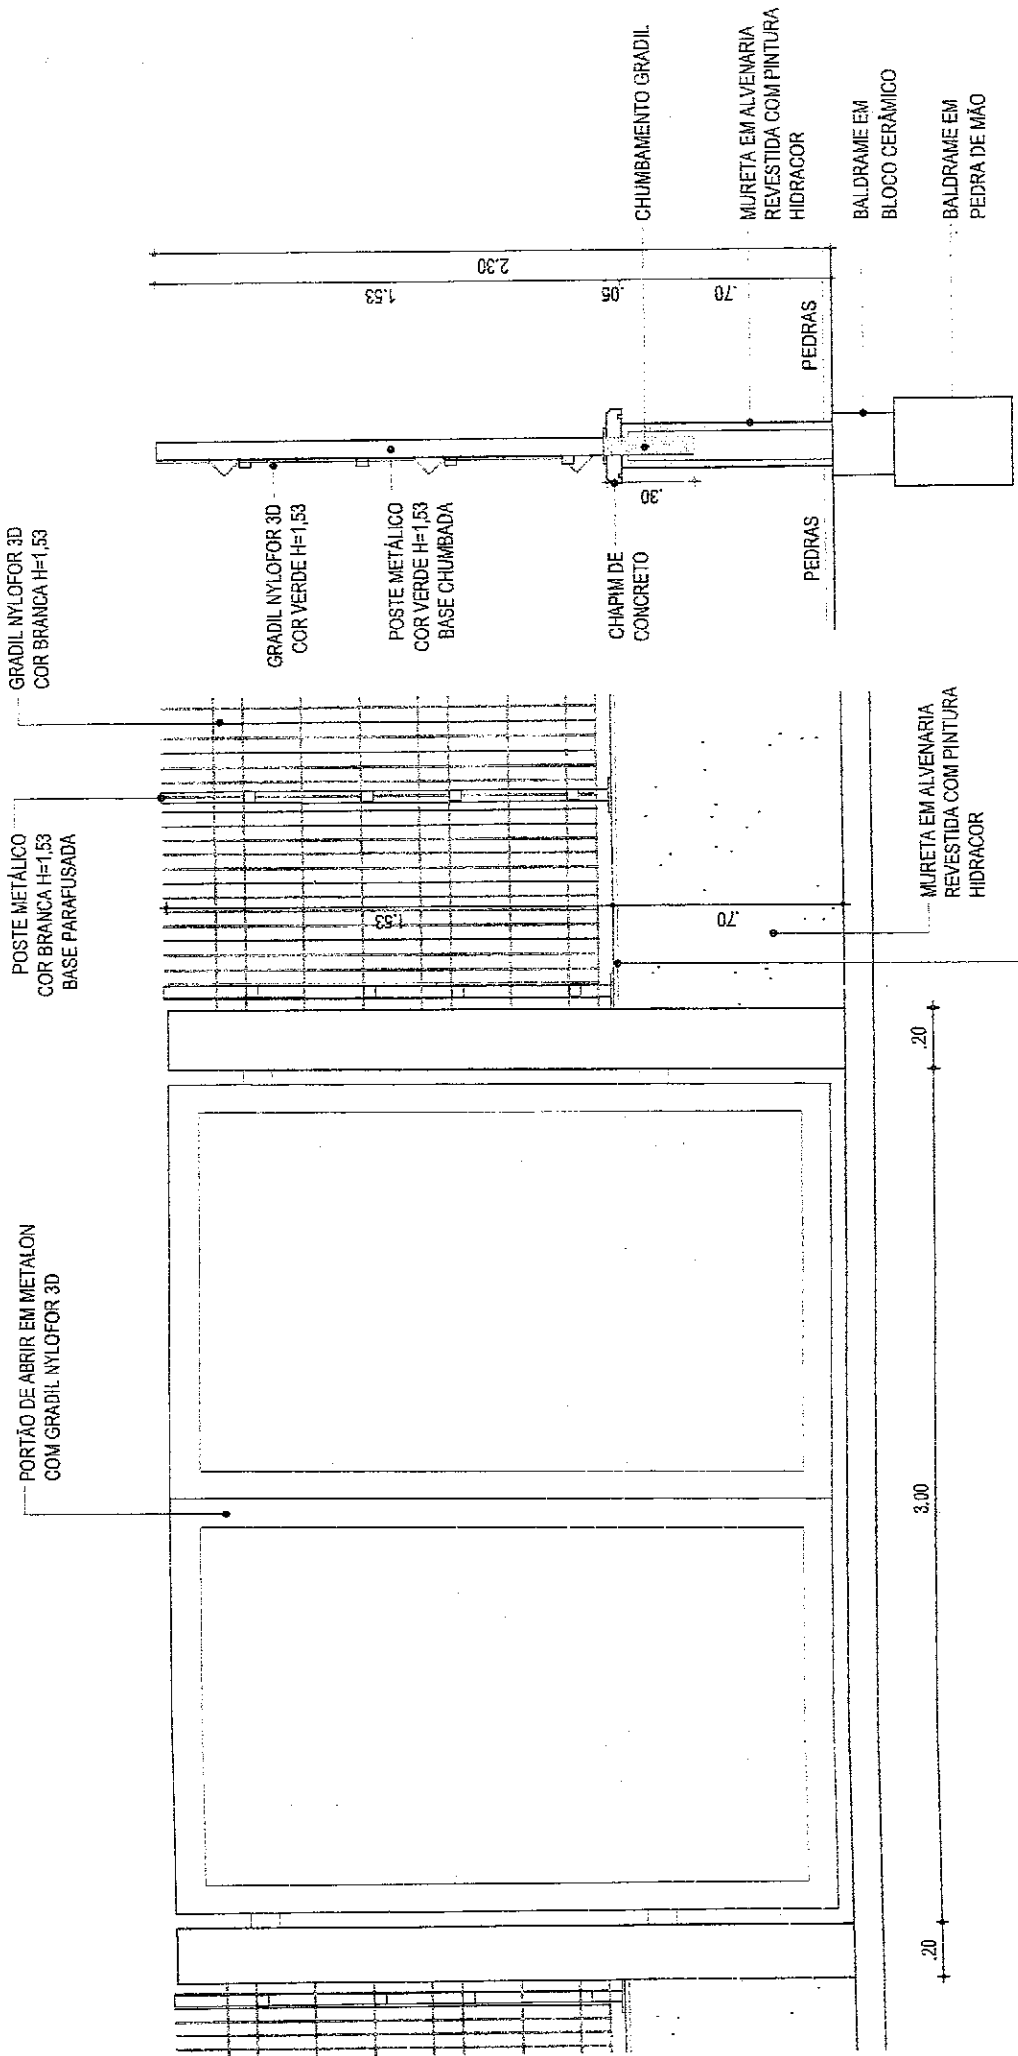 PORTÃO DE ABRIR EM METALON
COM GRADIL NYLOFOR 3D
POSTE METÁLICO
COR BRANCA H=1,53
BASE PARAFUSADA
GRADIL NYLOFOR 3D
COR BRANCA H=1,53
1.53
.70
MURETA EM ALVENARIA
REVESTIDA COM PINTURA
HIDRACOR
.20
3.00
.20
GRADIL NYLOFOR 3D
COR VERDE H=1,53
POSTE METÁLICO
COR VERDE H=1,53
BASE CHUMBADA
CHAPIM DE
CONCRETO
.30
PEDRAS
PEDRAS
1.53
.05
.70
2.30
CHUMBAMENTO GRADIL
MURETA EM ALVENARIA
REVESTIDA COM PINTURA
HIDRACOR
BALDRAME EM
BLOCO CERÂMICO
BALDRAME EM
PEDRA DE MÃO